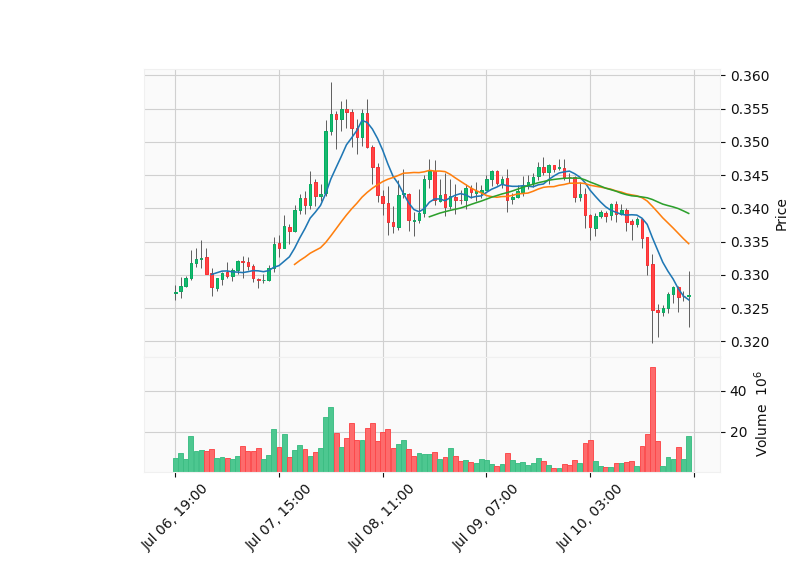 0.360
0.355
0.350
0.345
0.340
0.335
0.330
0.325
0.320
Price
40
20
Volume 10^6
Jul 06, 19:00
Jul 07, 15:00
Jul 08, 11:00
Jul 09, 07:00
Jul 10, 03:00